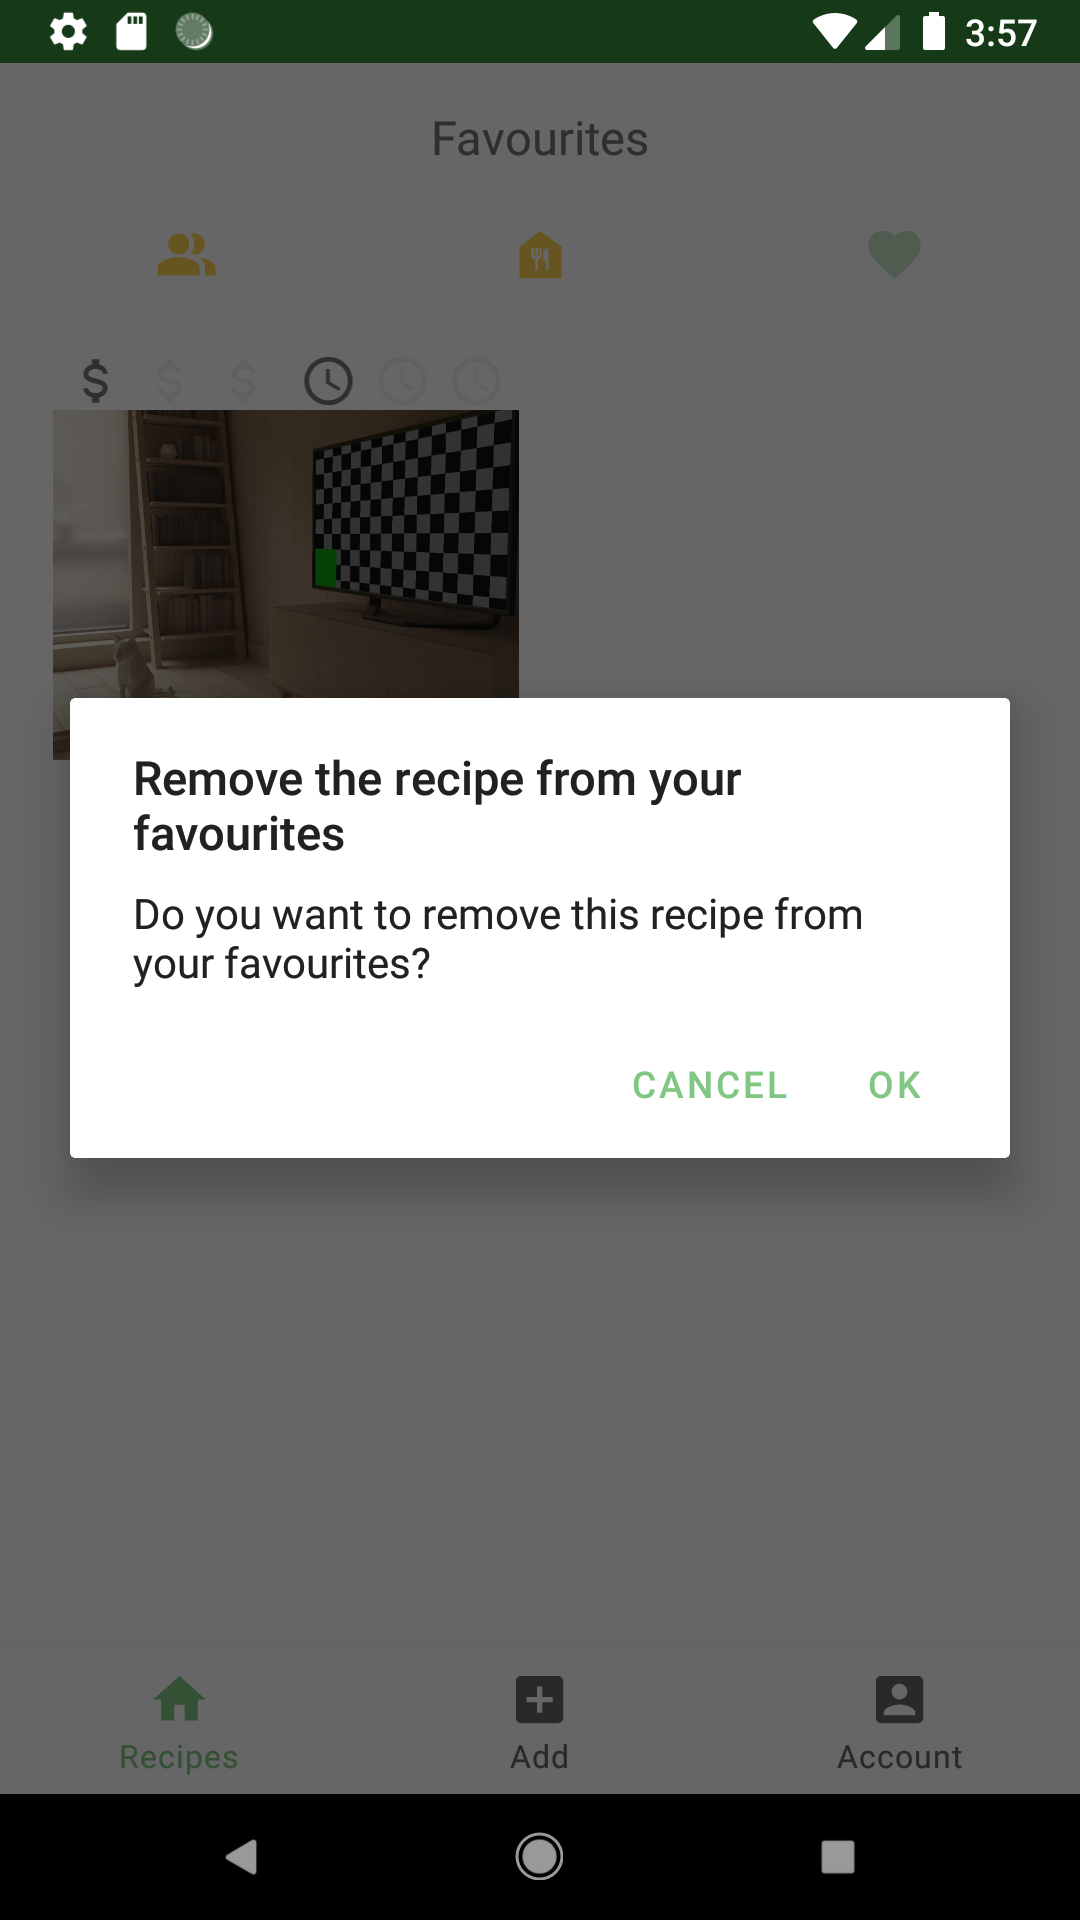 3:57
Favourites
Remove the recipe from your
favourites
Do you want to remove this recipe from
your favourites?
CANCEL OK
Recipes Add Account